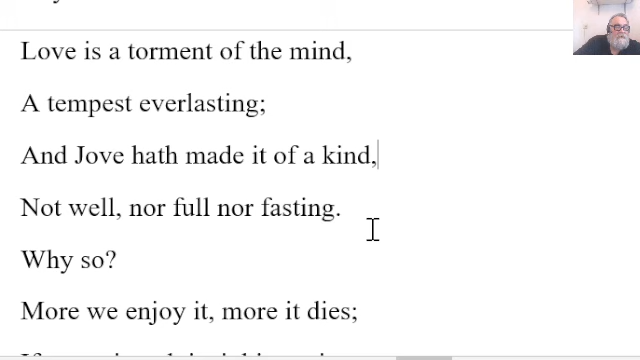 Love is a torment of the mind,
A tempest everlasting;
And Jove hath made it of a kind,
Not well, nor full nor fasting.
Why so?
More we enjoy it, more it dies;